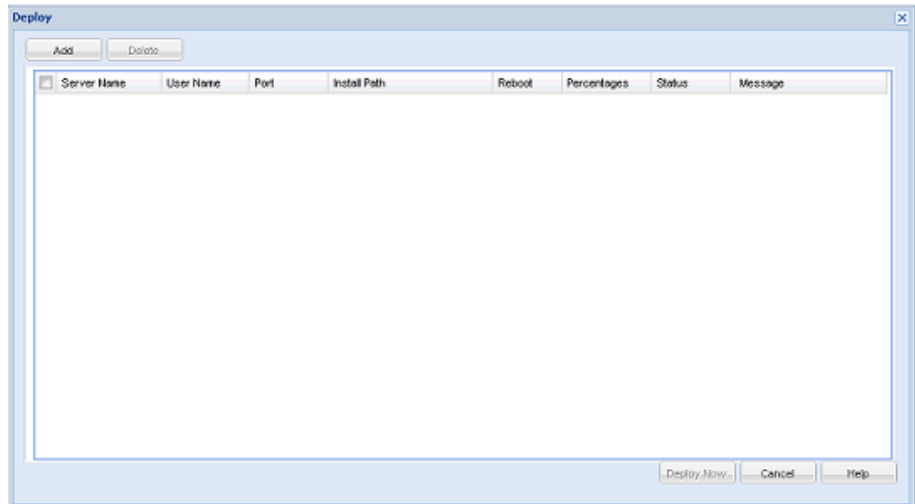 Deploy
Add Delete
Server Name User Name Port Install Path Reboot Percentages Status Message
Deploy Now Cancel Help